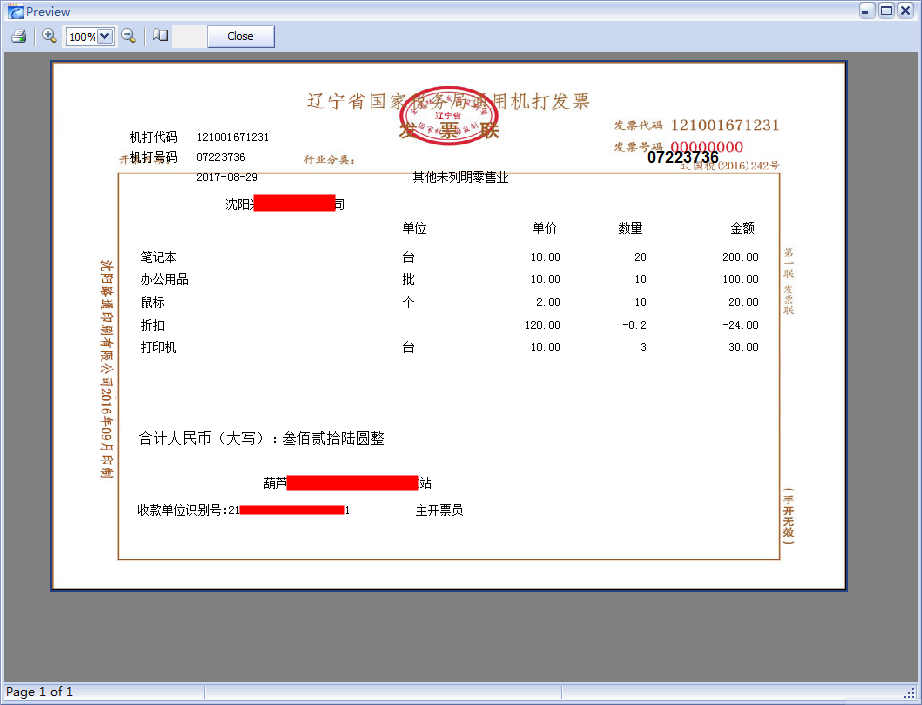 Preview
100% Close
辽宁省国家税务局通用机打发票
辽宁省
发票联
发票代码 121001671231
机打代码 121001671231
发票号码 00000000
机打号码 07223736 行业分类: 07223736
国税(2016)242号
2017-08-29 其他未列明零售业
沈阳 司
单位 单价 数量 金额
笔记本 台 10.00 20 200.00
办公用品 批 10.00 10 100.00
鼠标 个 2.00 10 20.00
折扣 120.00 -0.2 -24.00
打印机 台 10.00 3 30.00
第一联 发票联
沈阳路通印刷有限公司2016年09月印制
合计人民币（大写）: 叁佰贰拾陆圆整
葫芦 站
收款单位识别号:21 1 主开票员
(手开无效)
Page 1 of 1